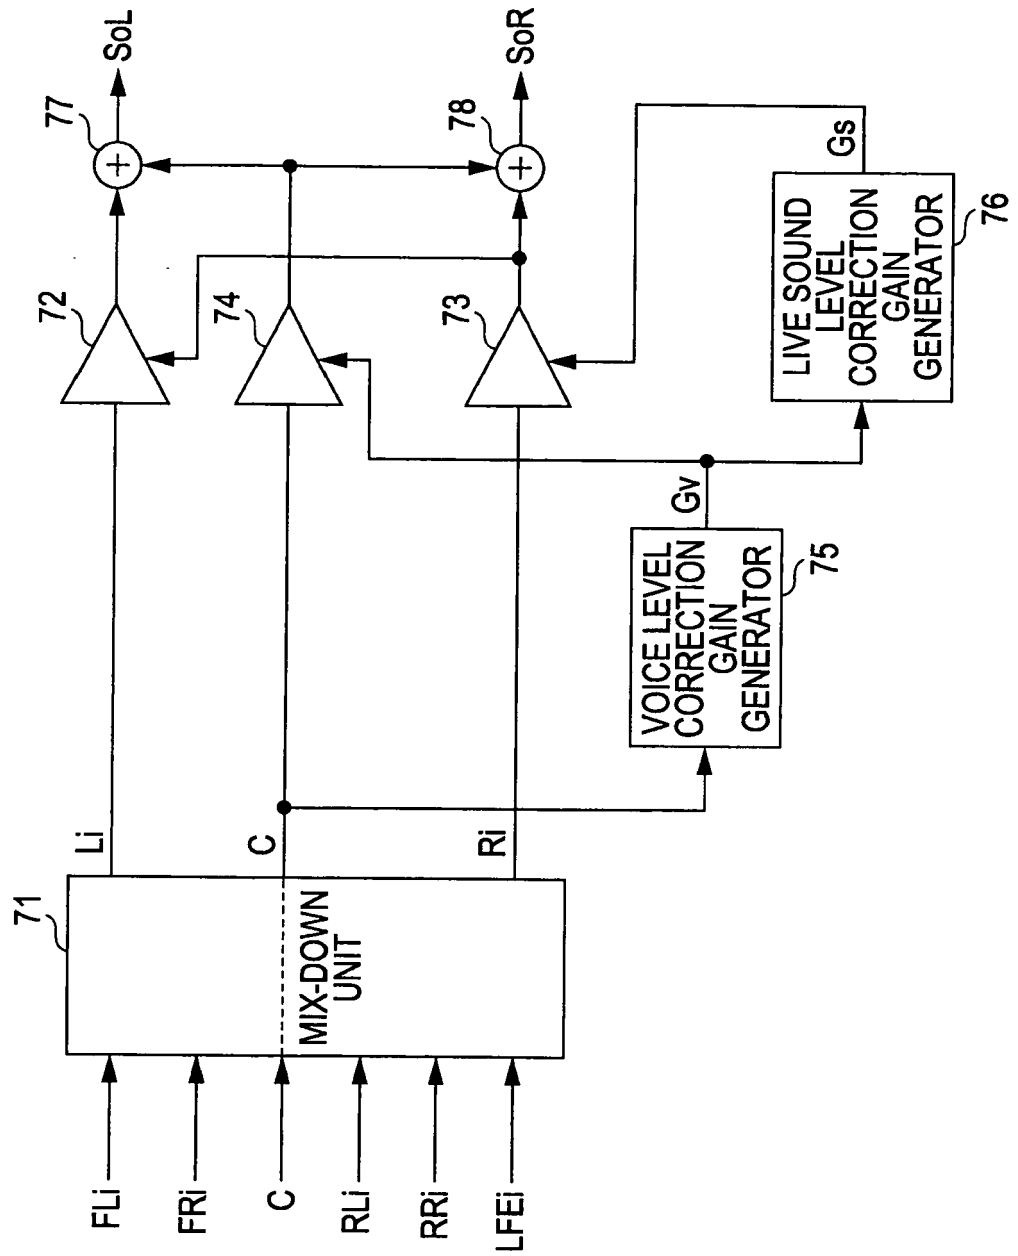 FLi
FRi
C
RLi
RRi
LFEi
71
MIX-DOWN
UNIT
Li
C
Ri
72
74
73
77
78
SoL
SoR
VOICE LEVEL
CORRECTION
GAIN
GENERATOR
75
Gv
LIVE SOUND
LEVEL
CORRECTION
GAIN
GENERATOR
76
Gs